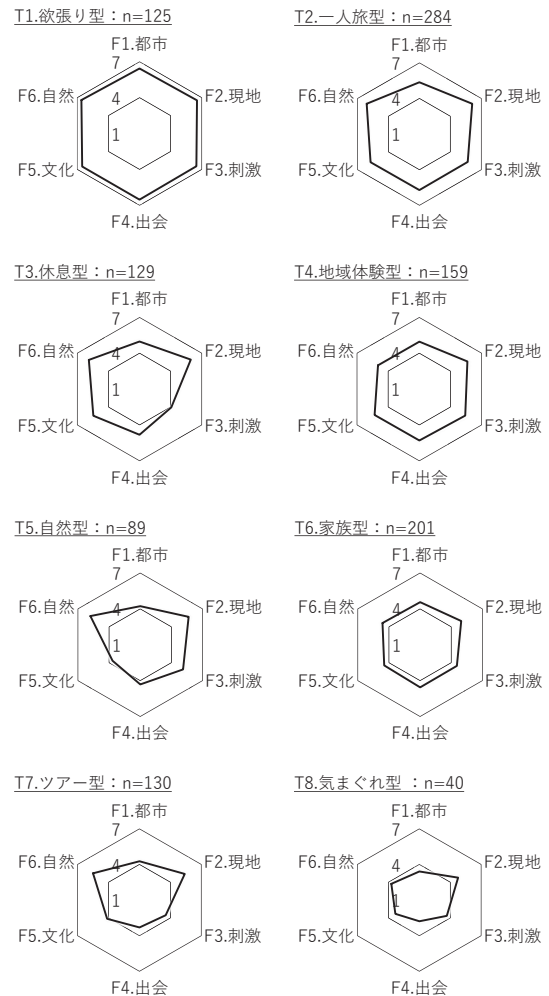 T1.欲張り型：n=125
F1.都市
7
F6.自然
4
F2.現地
1
F5.文化
F3.刺激
F4.出会
T2.一人旅型：n=284
F1.都市
7
F6.自然
4
F2.現地
1
F5.文化
F3.刺激
F4.出会
T3.休息型：n=129
F1.都市
7
F6.自然
4
F2.現地
1
F5.文化
F3.刺激
F4.出会
T4.地域体験型：n=159
F1.都市
7
F6.自然
4
F2.現地
1
F5.文化
F3.刺激
F4.出会
T5.自然型：n=89
F1.都市
7
F6.自然
4
F2.現地
1
F5.文化
F3.刺激
F4.出会
T6.家族型：n=201
F1.都市
7
F6.自然
4
F2.現地
1
F5.文化
F3.刺激
F4.出会
T7.ツアー型：n=130
F1.都市
7
F6.自然
4
F2.現地
1
F5.文化
F3.刺激
F4.出会
T8.気まぐれ型 ：n=40
F1.都市
7
F6.自然
4
F2.現地
1
F5.文化
F3.刺激
F4.出会